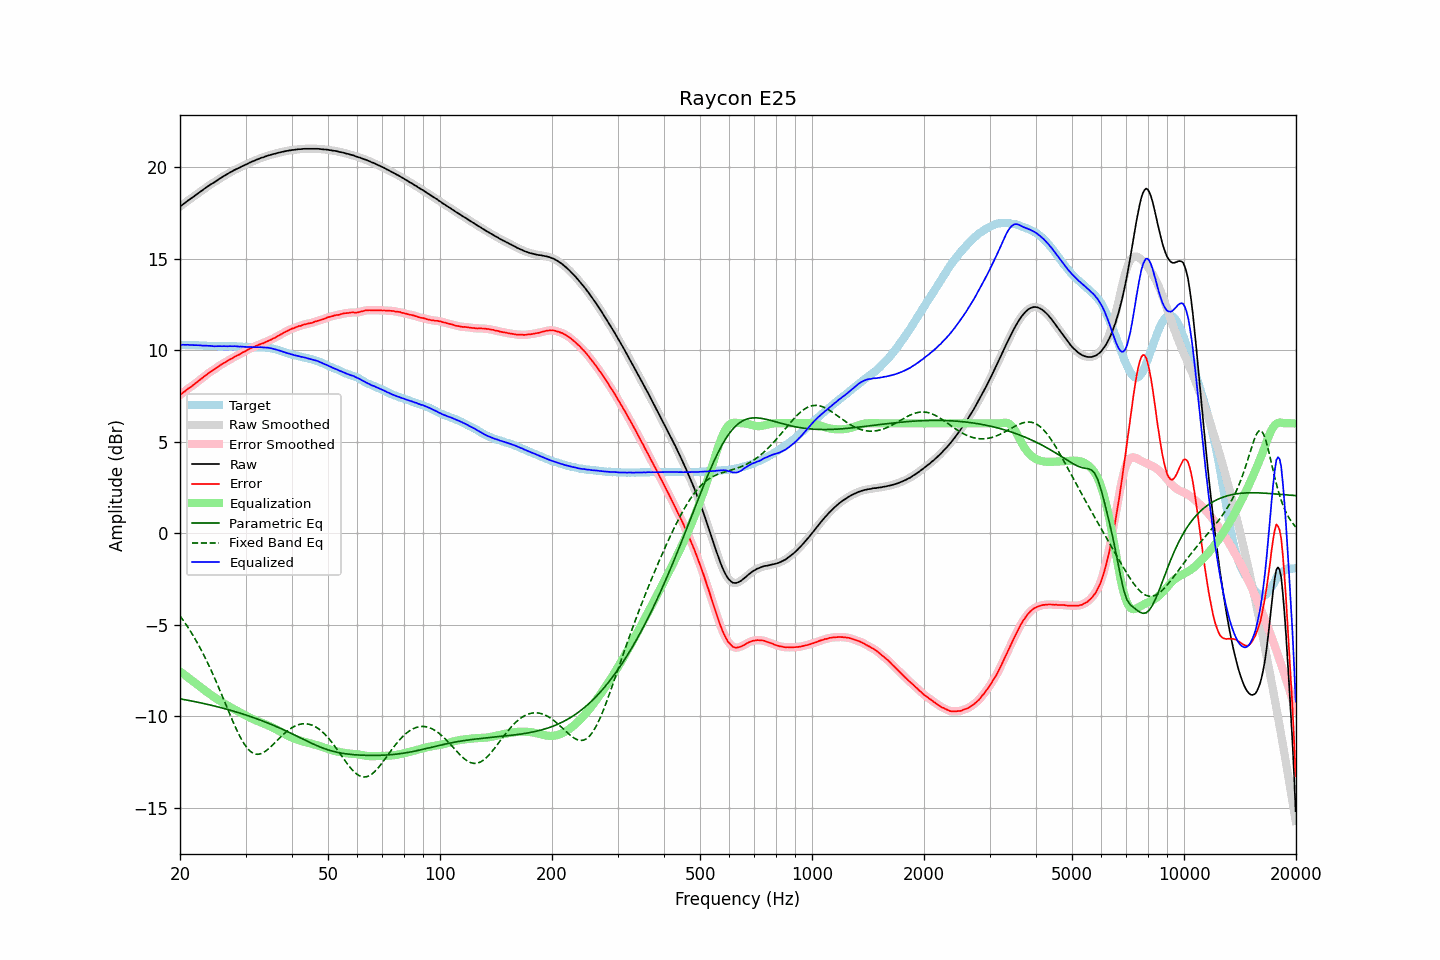 Raycon E25
Amplitude (dBr)
20
15
10
5
0
−5
−10
−15
Target
Raw Smoothed
Error Smoothed
Raw
Error
Equalization
Parametric Eq
Fixed Band Eq
Equalized
20
50
100
200
500
1000
2000
5000
10000
20000
Frequency (Hz)